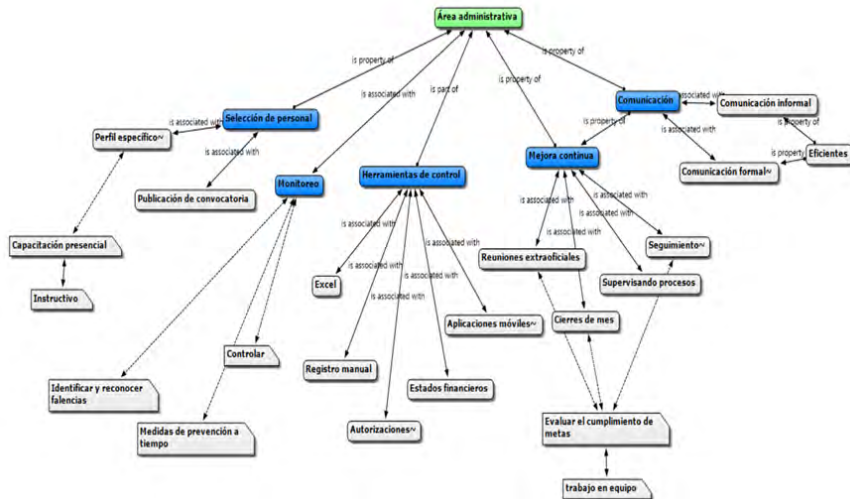 Área administrativa
is property of
is associated with
is part of
is property of
is property of
Selección de personal
is associated with
Perfil específico~
is associated with
Publicación de convocatoria
Monitoreo
Herramientas de control
Mejora continua
is property of
Comunicación
associated with
Comunicación informal
is property of
is associated with
Eficientes
is property
Comunicación formal~
Capacitación presencial
Instructivo
is associated with
is associated with
is associated with
is associated with
is associated with
Excel
Registro manual
Autorizaciones~
Estados financieros
Aplicaciones móviles~
is associated with
is associated with
is associated with
Reuniones extraoficiales
Cierres de mes
Supervisando procesos
Seguimiento~
Controlar
Identificar y reconocer
falencias
Medidas de prevención a
tiempo
Evaluar el cumplimiento de
metas
trabajo en equipo